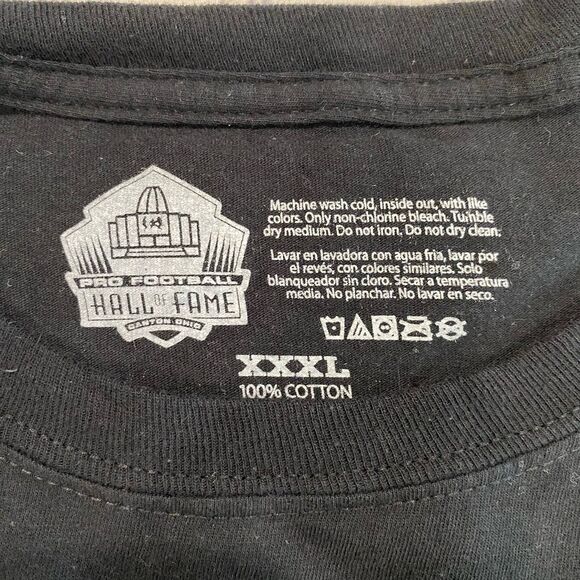 PRO FOOTBALL
HALL OF FAME
CANTON, OHIO
Machine wash cold, inside out, with like
colors. Only non-chlorine bleach. Tumble
dry medium. Do not iron. Do not dry clean.
Lavar en lavadora con agua fria, lavar por
el revés, con colores similares. Solo
blanqueador sin cloro. Sécar a temperatura
media. No planchar. No lavar en seco.
XXXL
100% COTTON